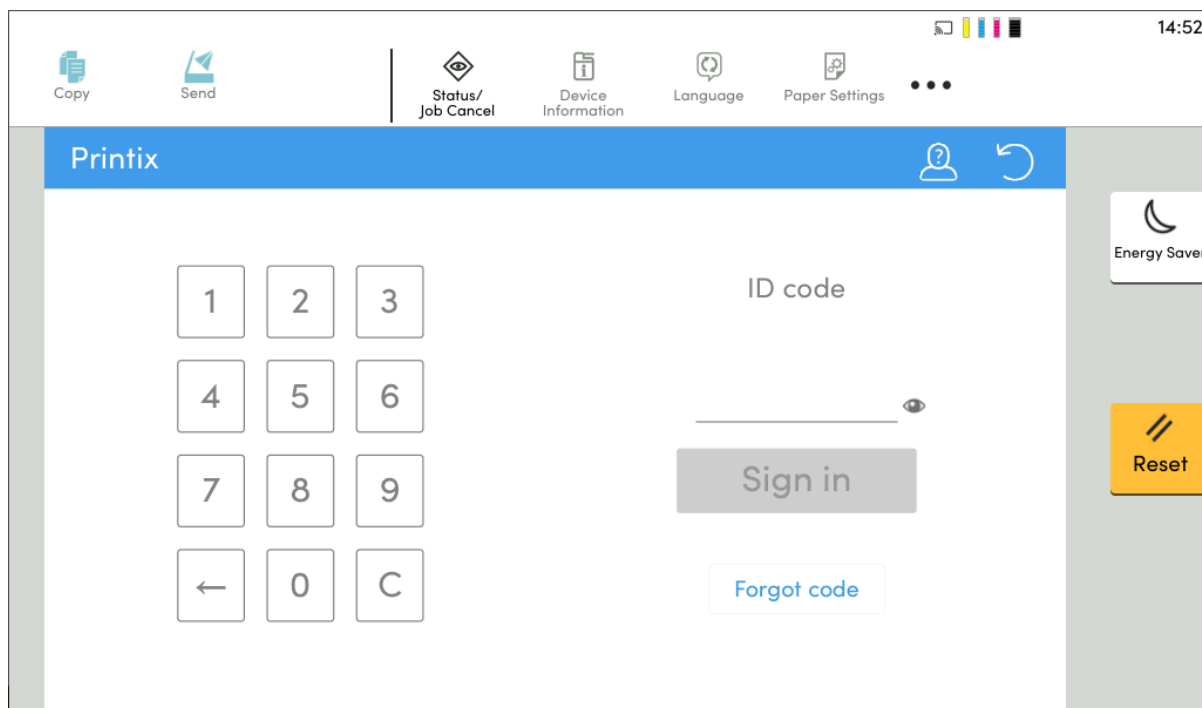 14:52
Copy
Send
Status/
Job Cancel
Device
Information
Language
Paper Settings
Printix
Energy Saver
1 2 3
ID code
4 5 6
Reset
7 8 9
Sign in
← 0 C
Forgot code